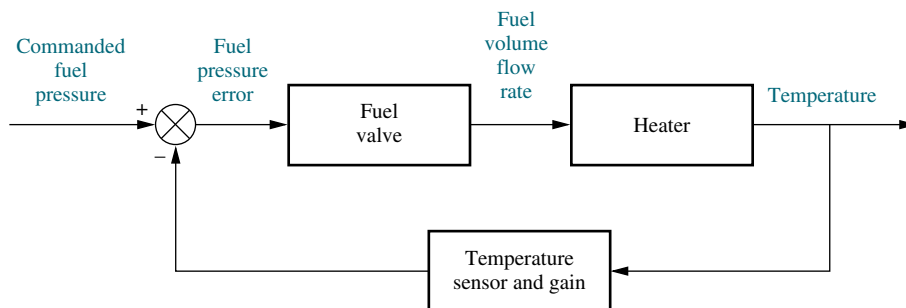 Commanded
fuel
pressure
+
−
Fuel
pressure
error
Fuel
valve
Fuel
volume
flow
rate
Heater
Temperature
Temperature
sensor and gain